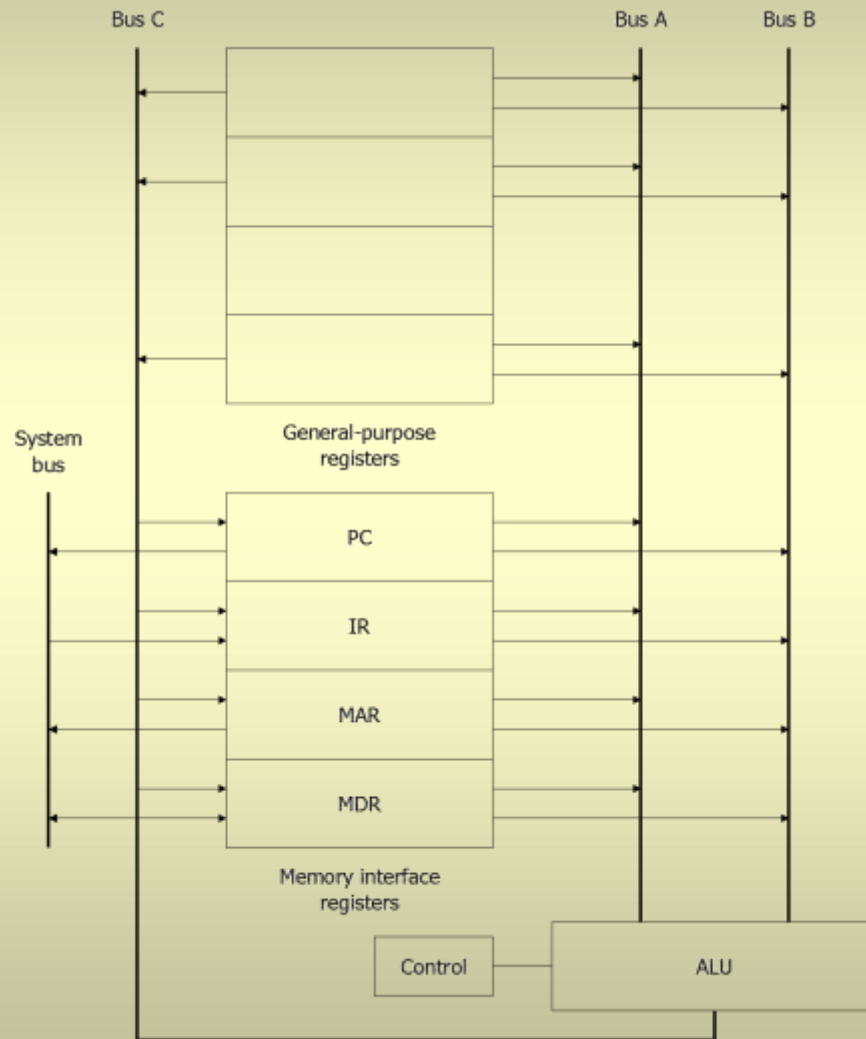 Bus C
Bus A
Bus B
General-purpose
registers
System
bus
PC
IR
MAR
MDR
Memory interface
registers
Control
ALU